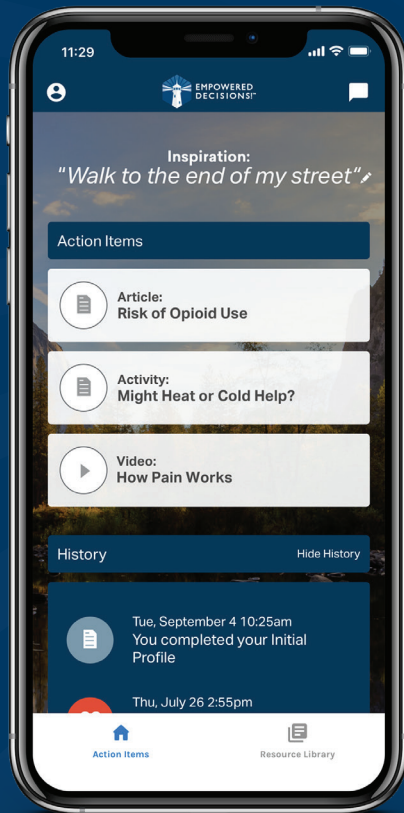 11:29
EMPOWERED
DECISIONS!™
Inspiration:
"Walk to the end of my street"
Action Items
Article:
Risk of Opioid Use
Activity:
Might Heat or Cold Help?
Video:
How Pain Works
History Hide History
Tue, September 4 10:25am
You completed your Initial
Profile
Thu, July 26 2:55pm
Action Items Resource Library